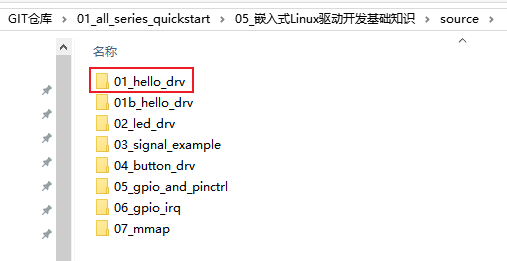 GIT仓库 › 01_all_series_quickstart › 05_嵌入式Linux驱动开发基础知识 › source ›
名称
01_hello_drv
01b_hello_drv
02_led_drv
03_signal_example
04_button_drv
05_gpio_and_pinctrl
06_gpio_irq
07_mmap